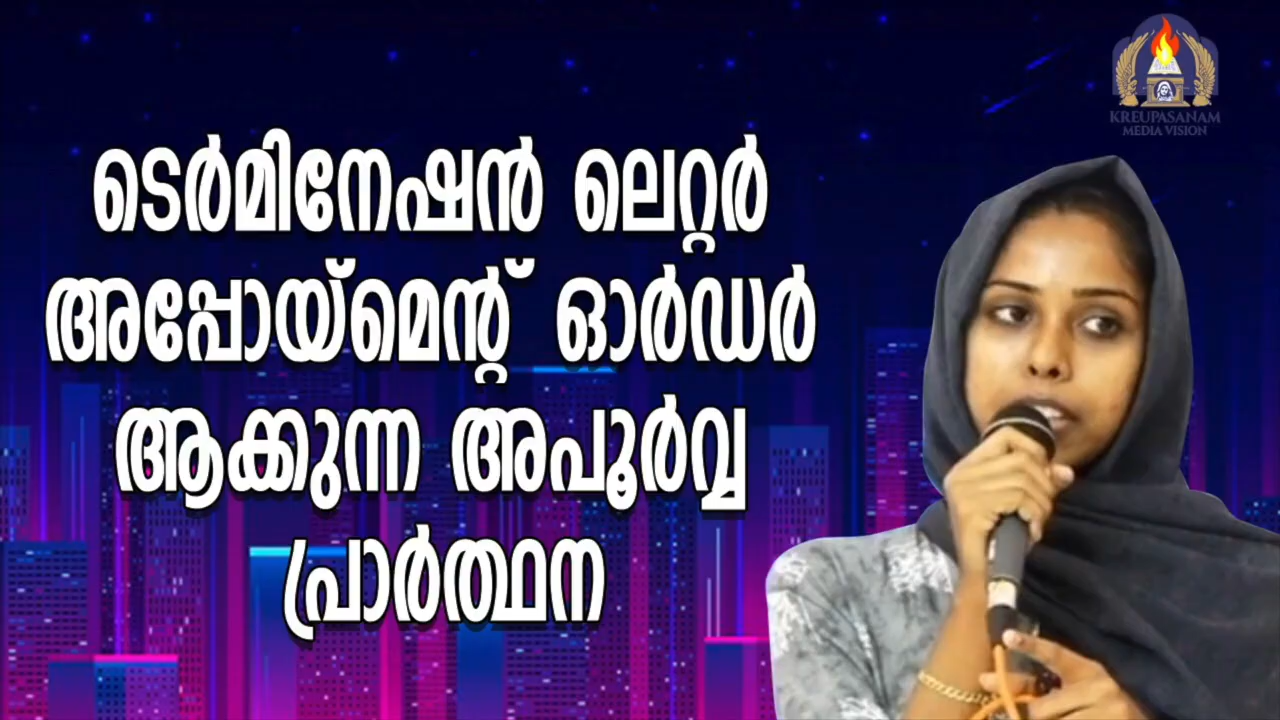 KREUPASANAM
MEDIA VISION
ടെർമിനേഷൻ ലെറ്റർ
അപ്പോയ്മെന്റ് ഓർഡർ
ആക്കുന്ന അപൂർവ്വ
പ്രാർത്ഥന